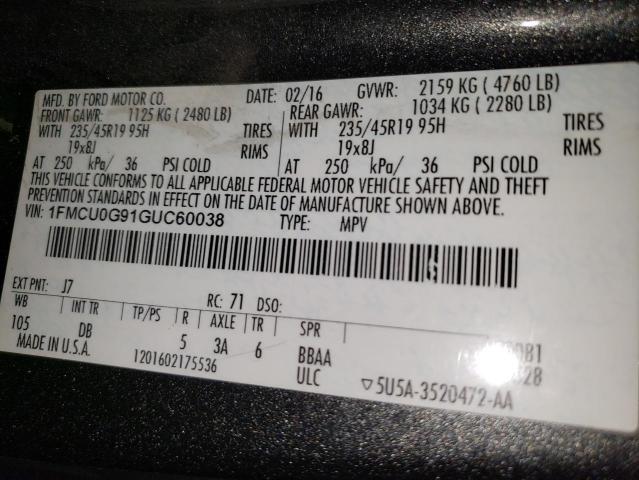 MFD. BY FORD MOTOR CO. DATE: 02/16 GVWR: 2159 KG ( 4760 LB)
FRONT GAWR: 1125 KG ( 2480 LB) REAR GAWR: 1034 KG ( 2280 LB)
WITH 235/45R19 95H TIRES WITH 235/45R19 95H TIRES
19x8J RIMS 19x8J RIMS
AT 250 kPa/ 36 PSI COLD AT 250 kPa/ 36 PSI COLD
THIS VEHICLE CONFORMS TO ALL APPLICABLE FEDERAL MOTOR VEHICLE SAFETY AND THEFT
PREVENTION STANDARDS IN EFFECT ON THE DATE OF MANUFACTURE SHOWN ABOVE.
VIN: 1FMCU0G91GUC60038 TYPE: MPV
EXT PNT: J7 RC: 71 DSO:
WB INT TR TP/PS R AXLE TR SPR
105 DB 5 3A 6 BBAA
MADE IN U.S.A. 1201602175536 ULC
▽5U5A-3520472-AA